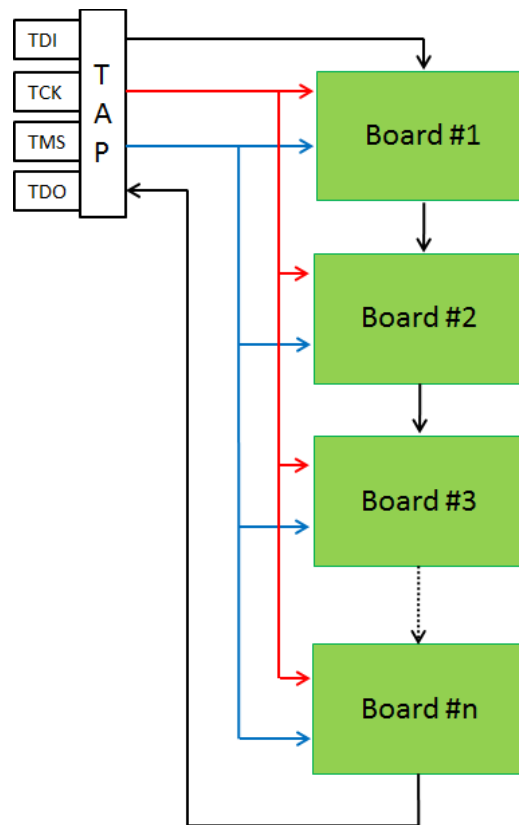 TDI
TCK
TMS
TDO
T
A
P
Board #1
Board #2
Board #3
Board #n